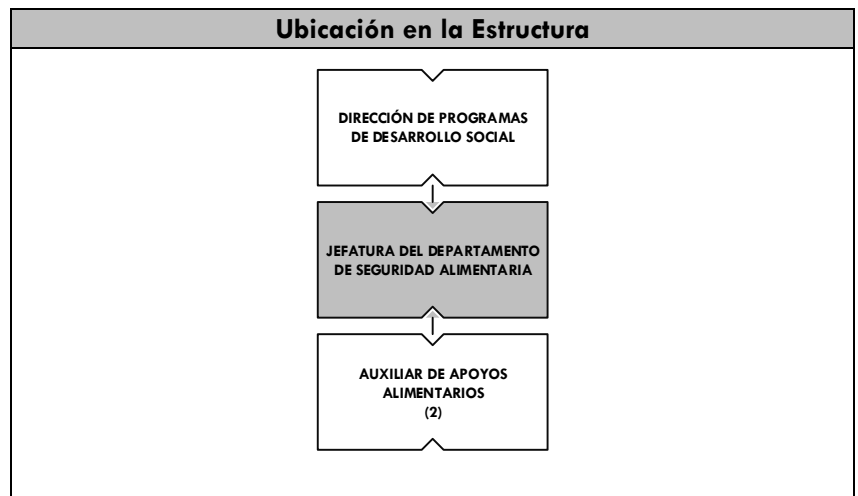 Ubicación en la Estructura
DIRECCIÓN DE PROGRAMAS
DE DESARROLLO SOCIAL
JEFATURA DEL DEPARTAMENTO
DE SEGURIDAD ALIMENTARIA
AUXILIAR DE APOYOS
ALIMENTARIOS
(2)